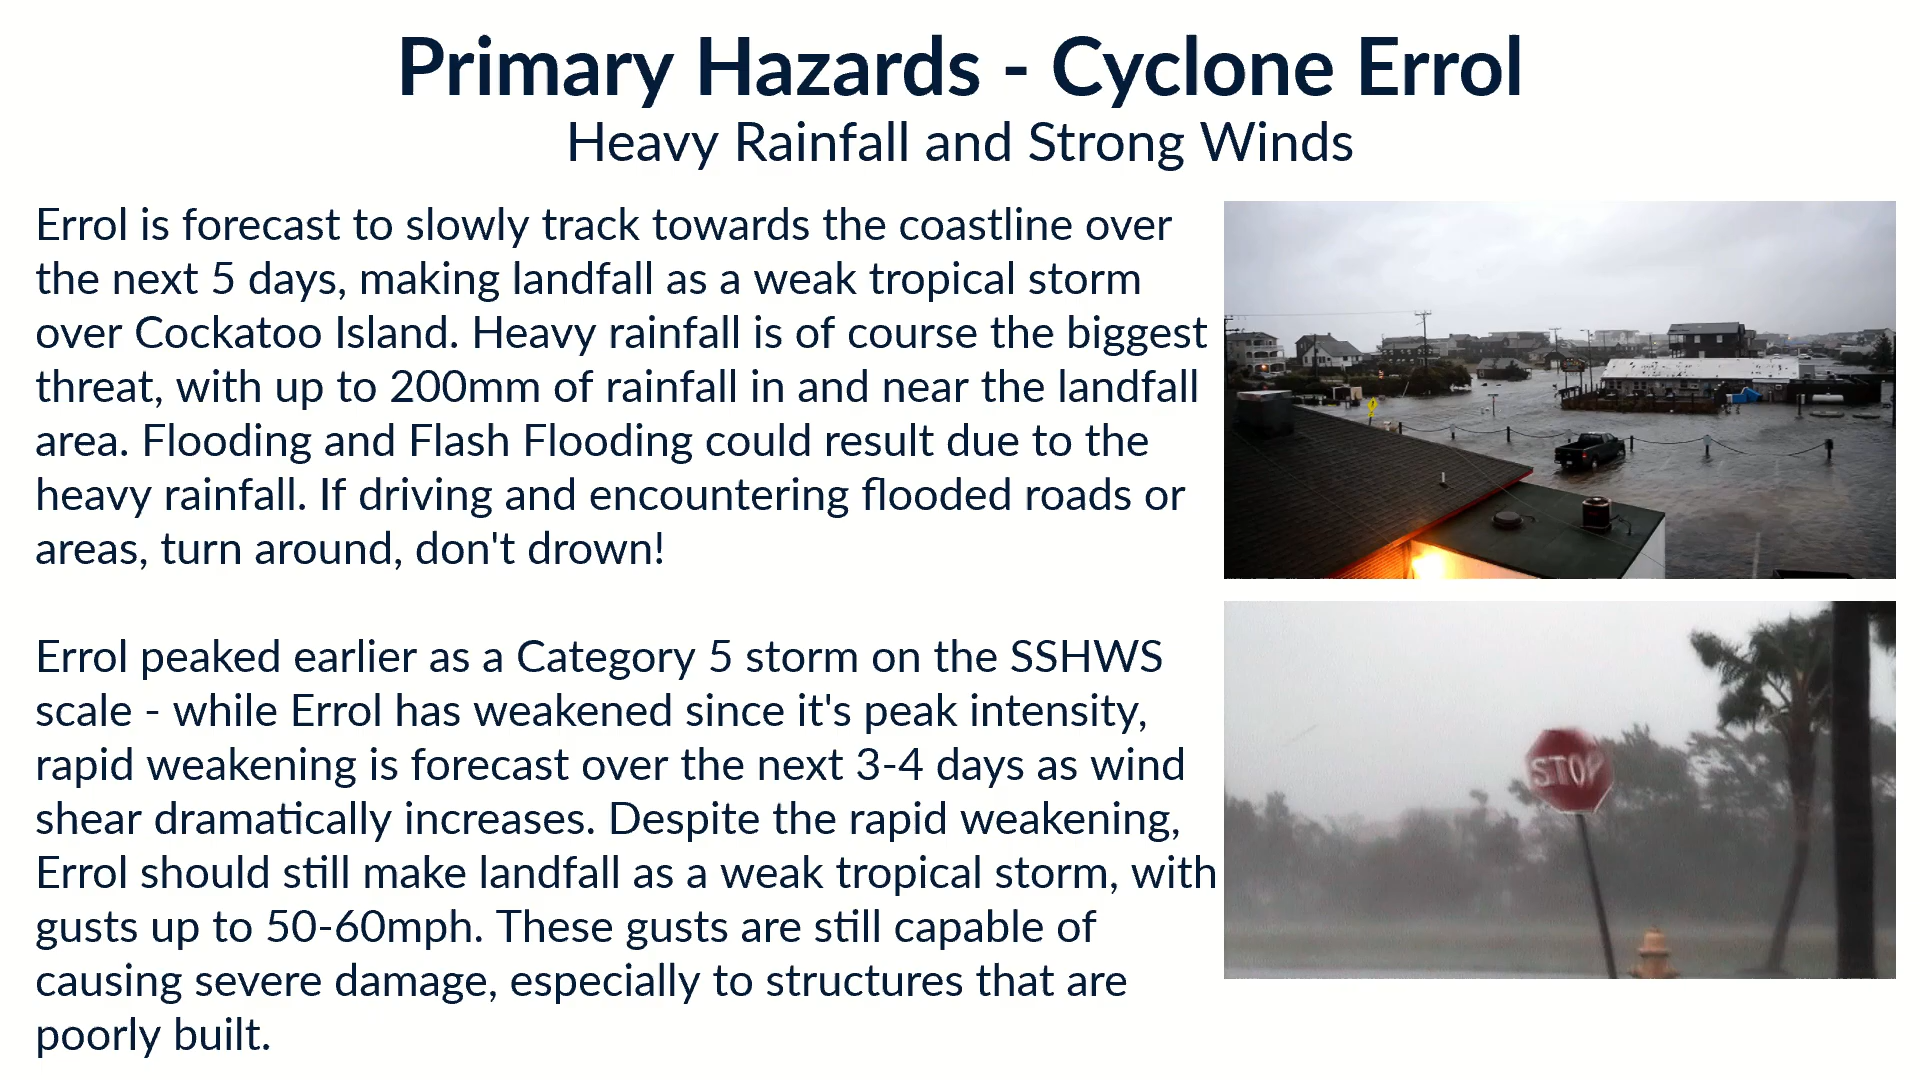 Primary Hazards - Cyclone Errol
Heavy Rainfall and Strong Winds
Errol is forecast to slowly track towards the coastline over
the next 5 days, making landfall as a weak tropical storm
over Cockatoo Island. Heavy rainfall is of course the biggest
threat, with up to 200mm of rainfall in and near the landfall
area. Flooding and Flash Flooding could result due to the
heavy rainfall. If driving and encountering flooded roads or
areas, turn around, don't drown!
Errol peaked earlier as a Category 5 storm on the SSHWS
scale - while Errol has weakened since it's peak intensity,
rapid weakening is forecast over the next 3-4 days as wind
shear dramatically increases. Despite the rapid weakening,
Errol should still make landfall as a weak tropical storm, with
gusts up to 50-60mph. These gusts are still capable of
causing severe damage, especially to structures that are
poorly built.
STOP